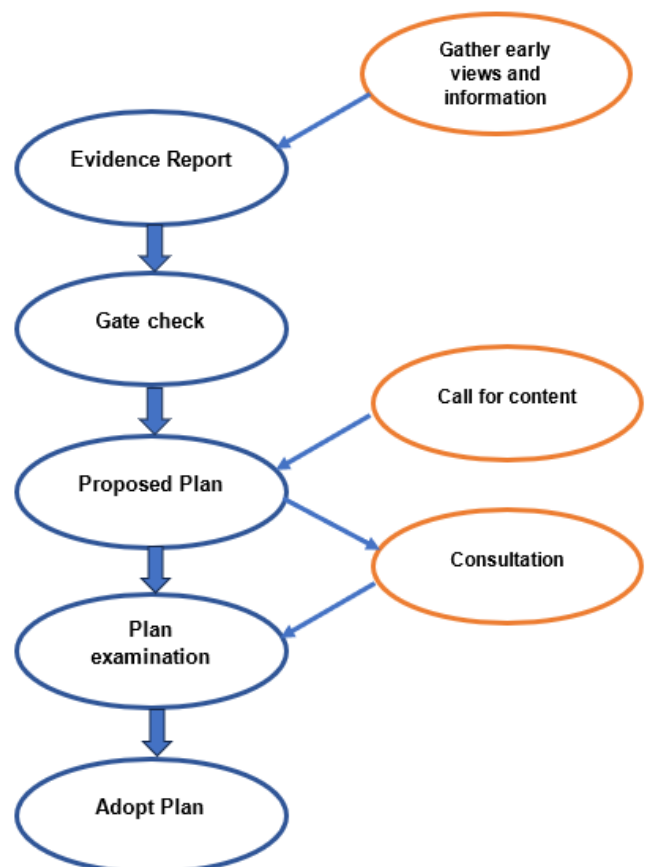 Gather early
views and
information
Evidence Report
Gate check
Call for content
Proposed Plan
Consultation
Plan
examination
Adopt Plan